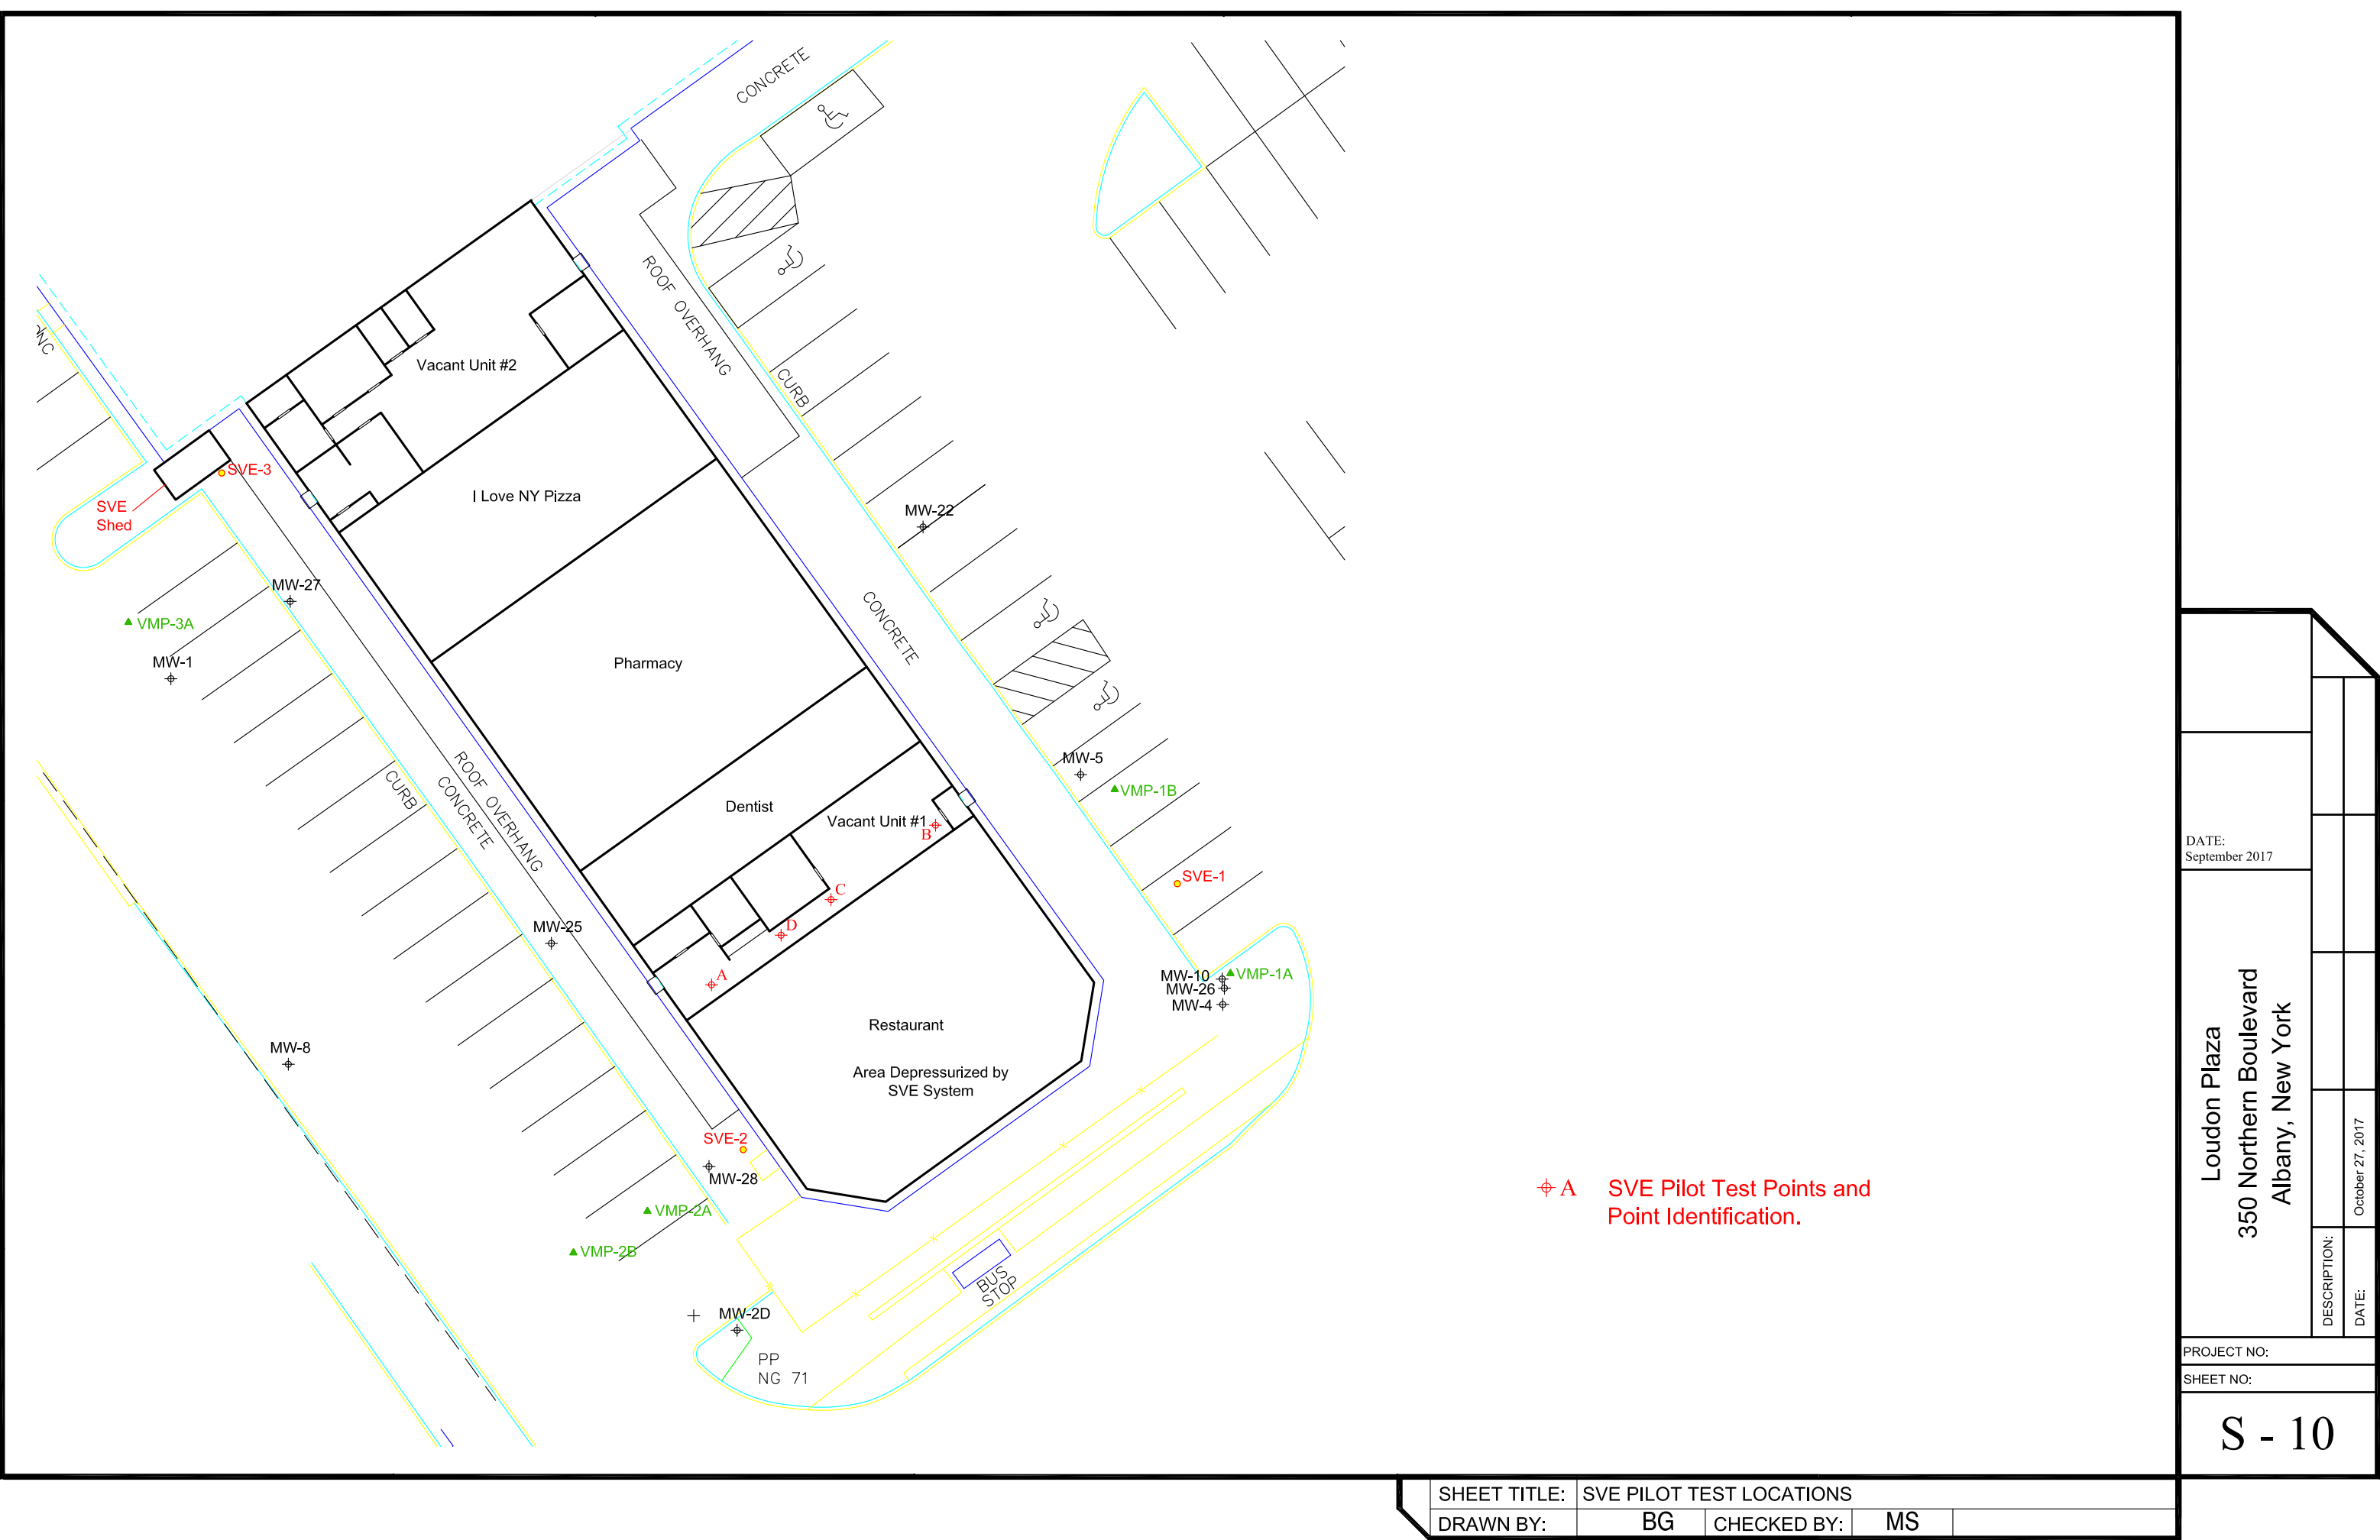 CONCRETE
ROOF OVERHANG
CURB
Vacant Unit #2
SVE-3
SVE
Shed
I Love NY Pizza
MW-22
MW-27
VMP-3A
MW-1
CONCRETE
Pharmacy
MW-5
VMP-1B
CURB
CONCRETE
ROOF OVERHANG
Dentist
Vacant Unit #1
B
SVE-1
C
D
MW-25
A
MW-10
VMP-1A
MW-26
MW-4
Restaurant
MW-8
Area Depressurized by
SVE System
SVE-2
MW-28
VMP-2A
VMP-2B
BUS
STOP
MW-2D
PP
NG 71
A
SVE Pilot Test Points and
Point Identification.
DATE:
September 2017
Loudon Plaza
350 Northern Boulevard
Albany, New York
DESCRIPTION:
DATE:
October 27, 2017
PROJECT NO:
SHEET NO:
S - 10
SHEET TITLE: SVE PILOT TEST LOCATIONS
DRAWN BY: BG CHECKED BY: MS